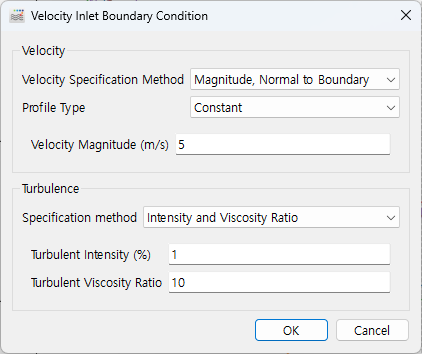 Velocity Inlet Boundary Condition
Velocity
Velocity Specification Method Magnitude, Normal to Boundary
Profile Type Constant
Velocity Magnitude (m/s) 5
Turbulence
Specification method Intensity and Viscosity Ratio
Turbulent Intensity (%) 1
Turbulent Viscosity Ratio 10
OK Cancel